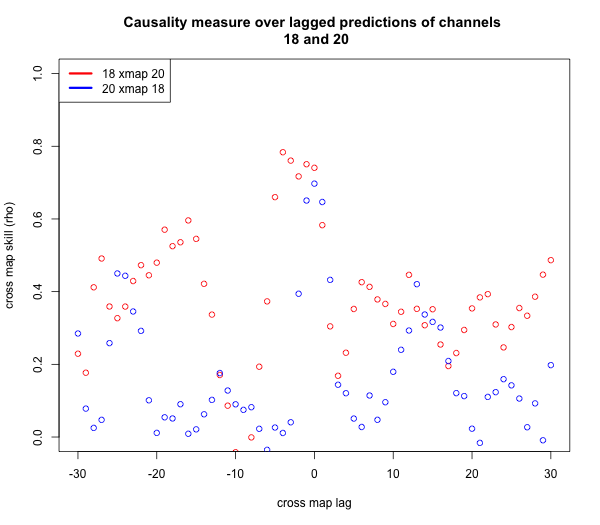 Causality measure over lagged predictions of channels
18 and 20
18 xmap 20
20 xmap 18
cross map skill (rho)
1.0
0.8
0.6
0.4
0.2
0.0
-30
-20
-10
0
10
20
30
cross map lag